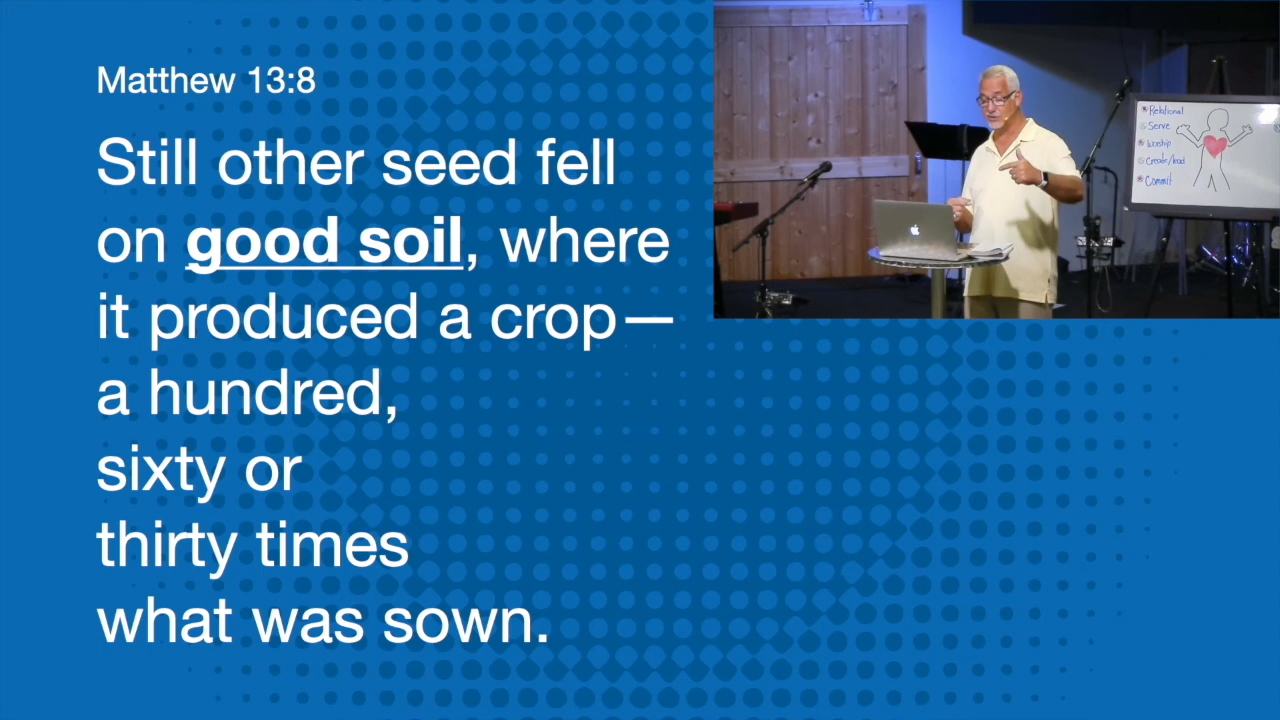 Matthew 13:8
Still other seed fell
on good soil, where
it produced a crop—
a hundred,
sixty or
thirty times
what was sown.
Relational
Serve
Worship
Create/lead
Commit